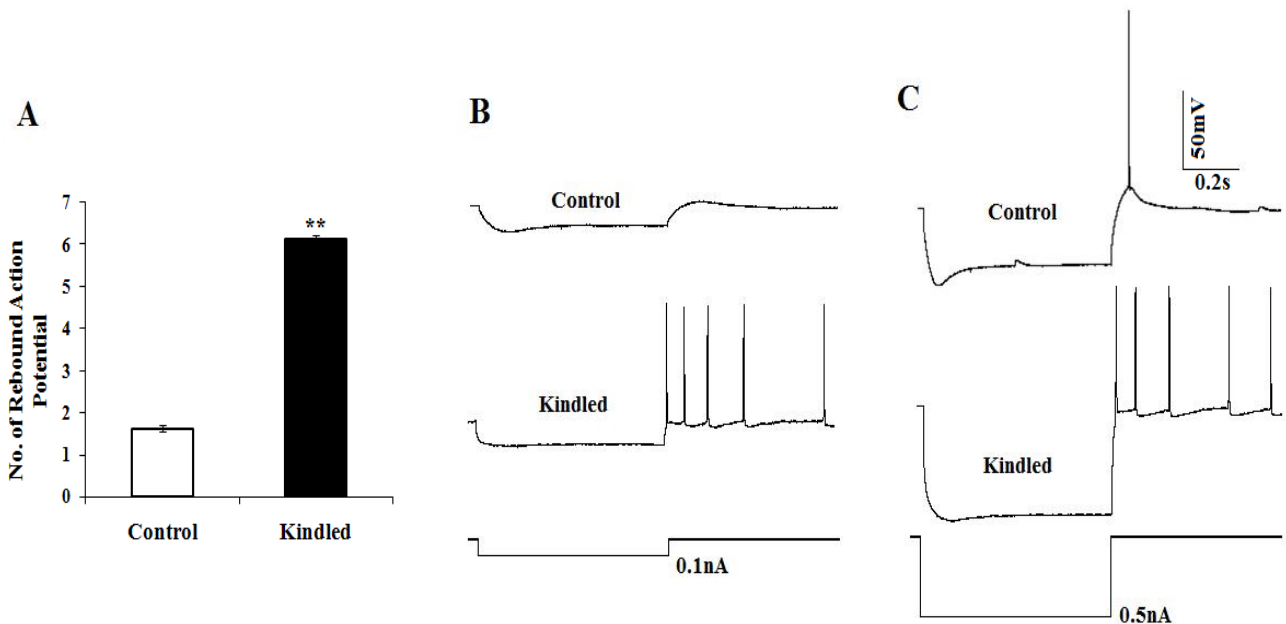 A
No. of Rebound Action
Potential
7
6
5
4
3
2
1
0
**
Control
Kindled
B
Control
Kindled
0.1nA
C
50mV
0.2s
Control
Kindled
0.5nA